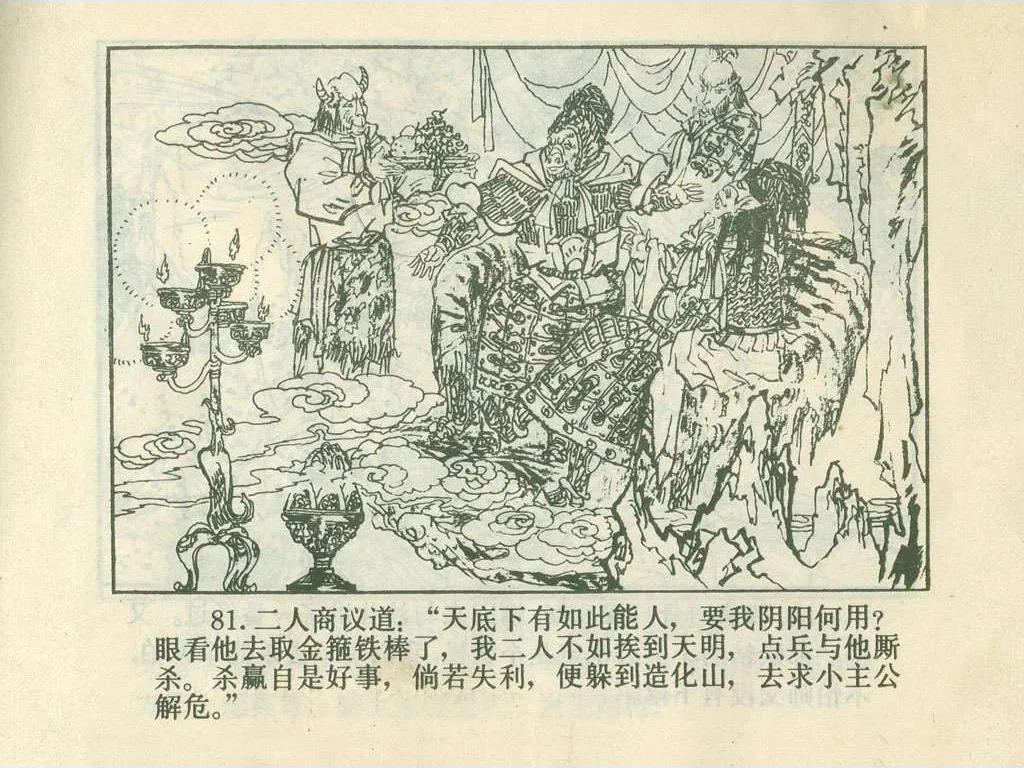 81. 二人商议道：“天底下有如此能人，要我阴阳何用？
眼看他去取金箍铁棒了，我二人不如挨到天明，点兵与他厮
杀。杀赢自是好事，倘若失利，便躲到造化山，去求小主公
解危。”